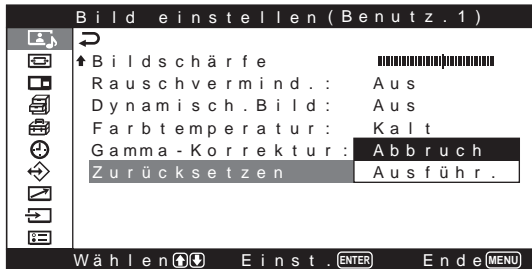 Bild einstellen(Benutz.1)
Bildschärfe
Rauschvermind.: Aus
Dynamisch.Bild: Aus
Farbtemperatur: Kalt
Gamma-Korrektur: Abbruch
Zurücksetzen Ausführ.
Wählen Einst. ENTER Ende MENU